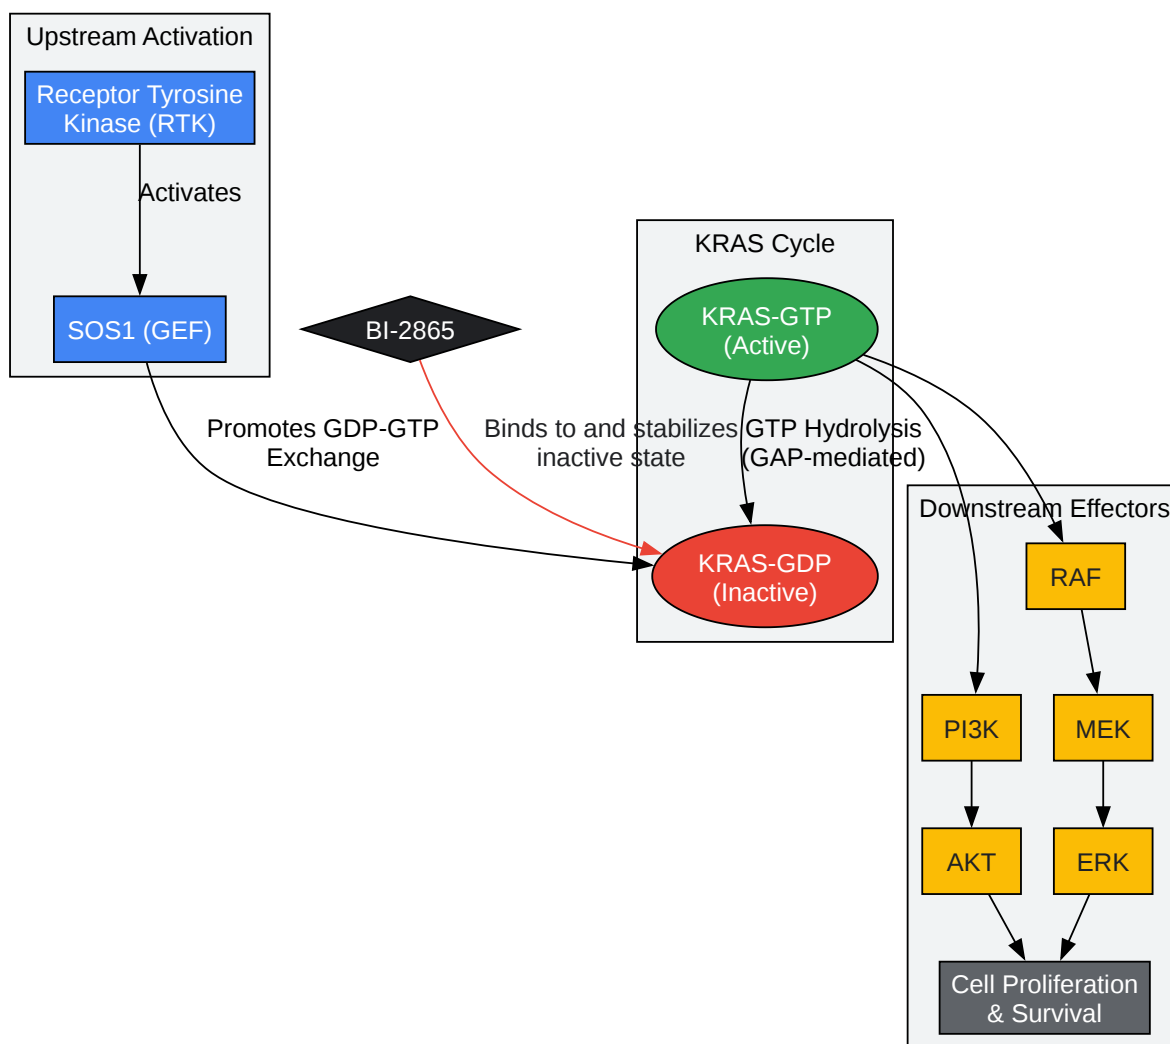 Upstream Activation
Receptor Tyrosine
Kinase (RTK)
Activates
SOS1 (GEF)
BI-2865
KRAS Cycle
KRAS-GTP
(Active)
Promotes GDP-GTP
Exchange
Binds to and stabilizes
inactive state
GTP Hydrolysis
(GAP-mediated)
KRAS-GDP
(Inactive)
Downstream Effectors
RAF
PI3K
MEK
AKT
ERK
Cell Proliferation
& Survival